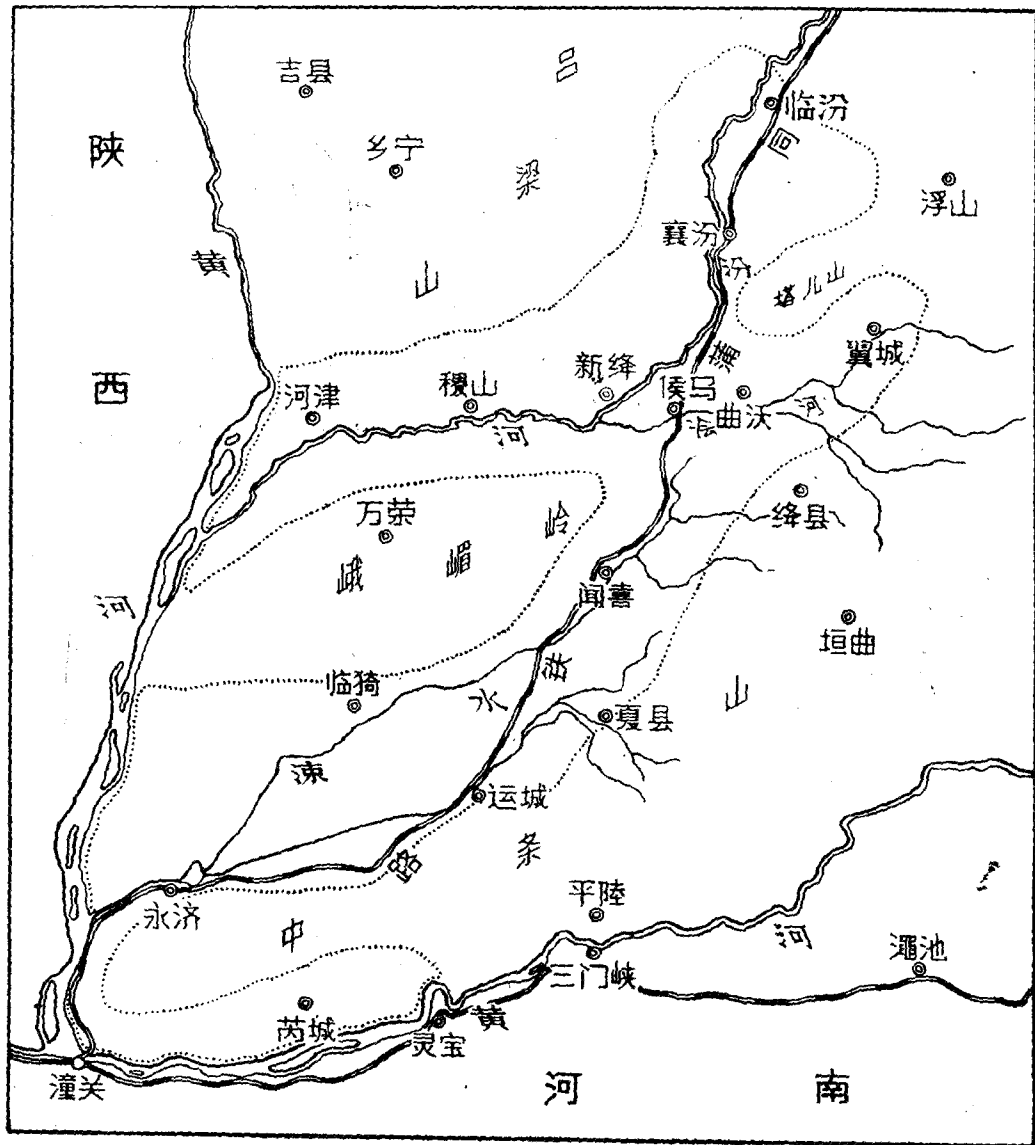 吉县
吕
陕
乡宁
梁
临汾
同
浮山
襄汾
黄
汾
山
塔儿山
蒲
翼城
西
新绛
稷山
侯马
河津
曲沃
河
河
浍
万荣
岭
绛县
峨
嵋
闻喜
河
垣曲
铁
临猗
水
夏县
山
涑
运城
条
路
平陆
永济
中
河
渑池
三门峡
芮城
黄
灵宝
潼关
河
南